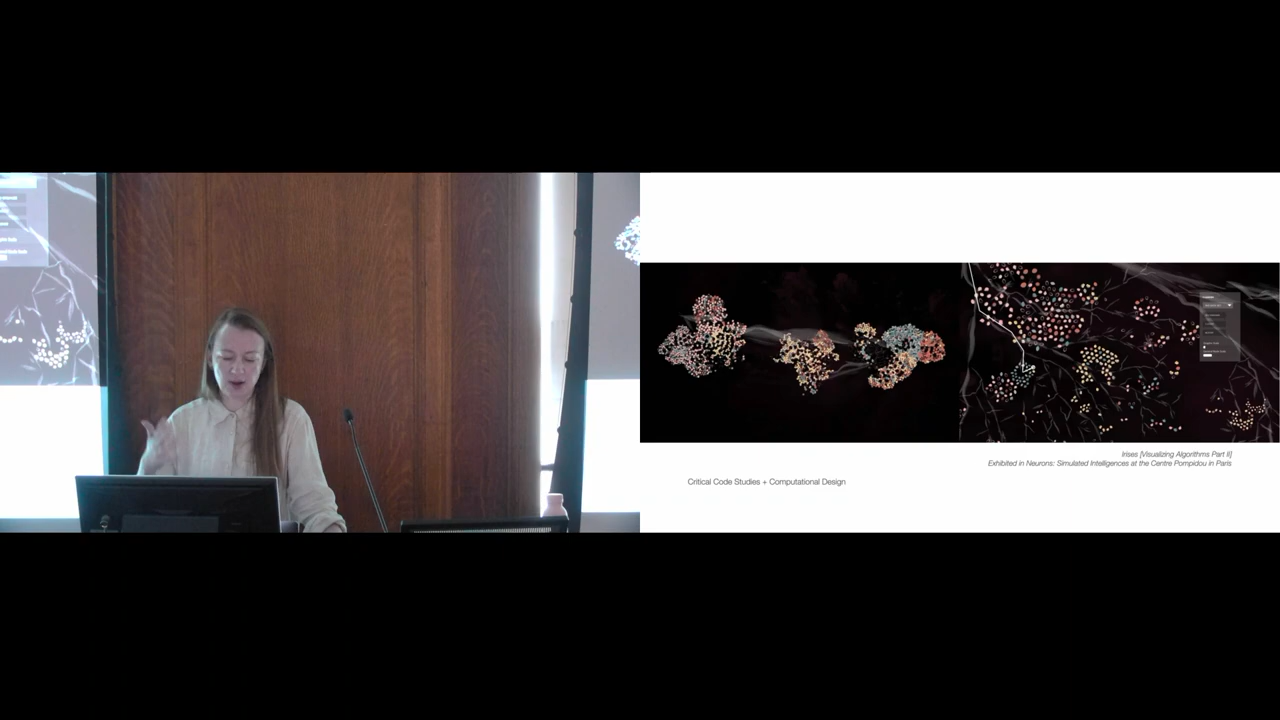 Irises [Visualizing Algorithms Part II]
Exhibited in Neurons: Simulated Intelligences at the Centre Pompidou in Paris
Critical Code Studies + Computational Design